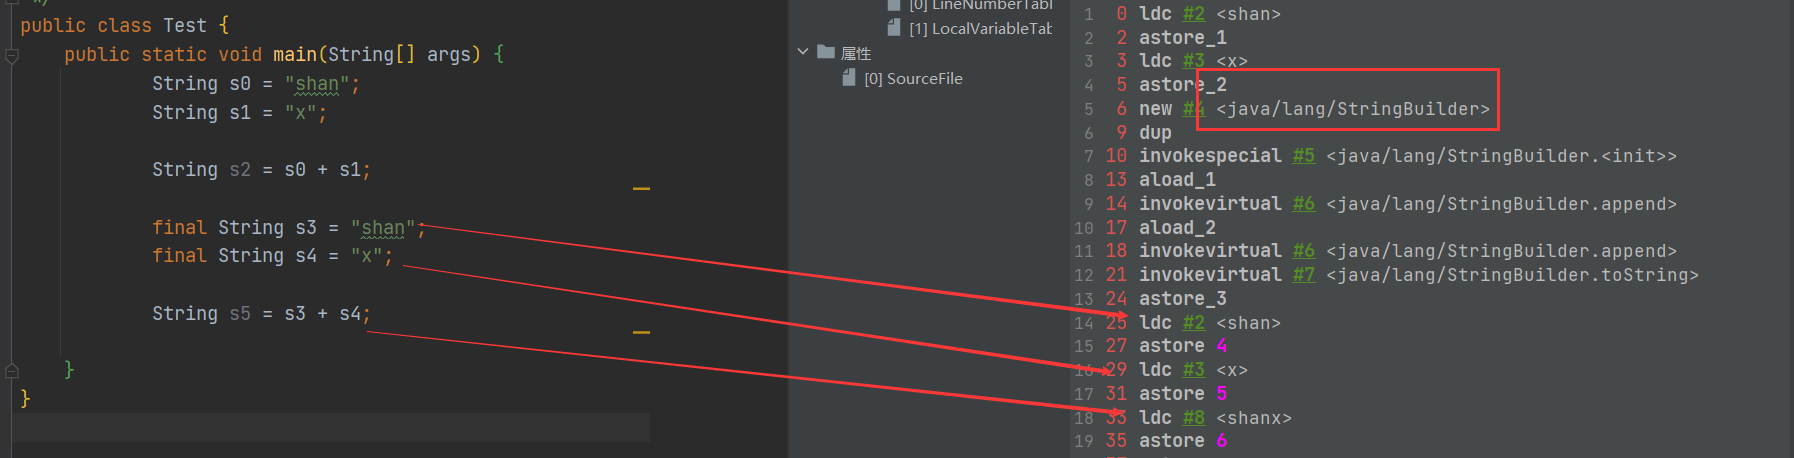 */
public class Test {
public static void main(String[] args) {
String s0 = "shan";
String s1 = "x";
String s2 = s0 + s1;
final String s3 = "shan";
final String s4 = "x";
String s5 = s3 + s4;
}
}
[0] LineNumberTabl
[1] LocalVariableTab
属性
[0] SourceFile
1 0 ldc #2 <shan>
2 2 astore_1
3 3 ldc #3 <x>
4 5 astore_2
5 6 new #4 <java/lang/StringBuilder>
6 9 dup
7 10 invokespecial #5 <java/lang/StringBuilder.<init>>
8 13 aload_1
9 14 invokevirtual #6 <java/lang/StringBuilder.append>
10 17 aload_2
11 18 invokevirtual #6 <java/lang/StringBuilder.append>
12 21 invokevirtual #7 <java/lang/StringBuilder.toString>
13 24 astore_3
14 25 ldc #2 <shan>
15 27 astore 4
16 29 ldc #3 <x>
17 31 astore 5
18 33 ldc #8 <shanx>
19 35 astore 6